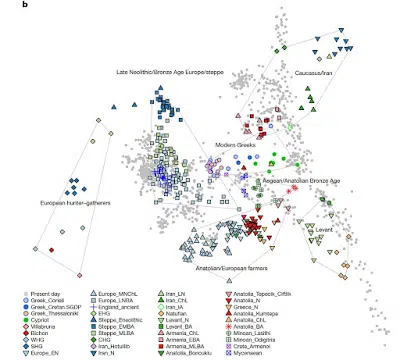 b
Late Neolithic/Bronze Age Europe/steppe
Caucasus/Iran
Modern Greeks
Aegean/Anatolian Bronze Age
European hunter-gatherers
Levant
Anatolian/European farmers
Present day
Greek_Coriell
Greek_Cretan.SGDP
Greek_Thessaloniki
Cypriot
Villabruna
Bichon
WHG
SHG
Europe_EN
Europe_MNCHL
Europe_LNBA
England_ancient
EHG
Steppe_Eneolithic
Steppe_EMBA
Steppe_MLBA
CHG
Iran_HotuIIIb
Iran_N
Iran_LN
Iran_ChL
Iran_IA
Natufian
Levant_N
Levant_BA
Armenia_ChL
Armenia_EBA
Armenia_MLBA
Anatolia_Boncuklu
Anatolia_Tepecik_Ciftlik
Anatolia_N
Anatolia_Kumtepe
Anatolia_ChL
Anatolia_BA
Minoan_Lasithi
Minoan_Odigitria
Crete_Armenoi
Mycenaean